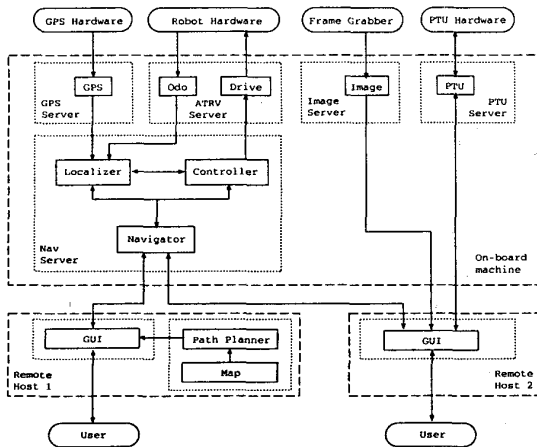 GPS Hardware
Robot Hardware
Frame Grabber
PTU Hardware
GPS
Odo
Drive
Image
PTU
GPS
Server
ATRV
Server
Image
Server
PTU
Server
Localizer
Controller
Navigator
Nav
Server
On-board
machine
GUI
Path Planner
Map
Remote
Host 1
GUI
Remote
Host 2
User
User